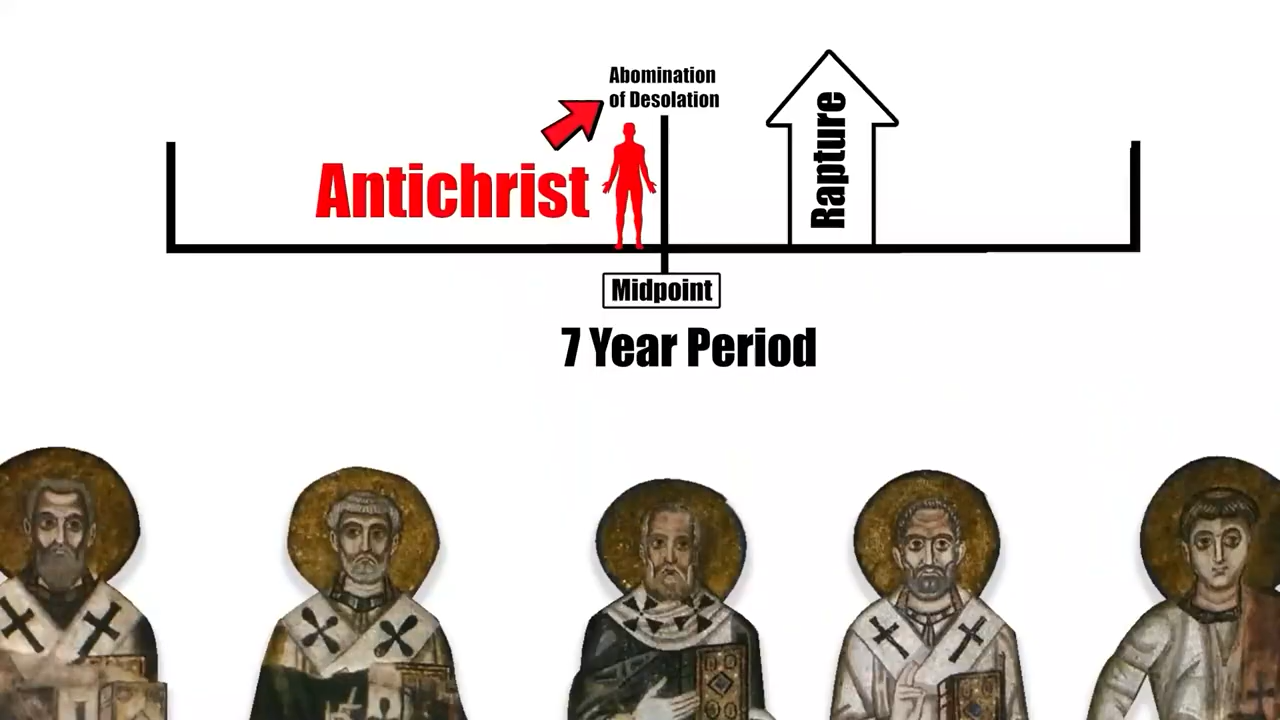 Abomination
of Desolation
Antichrist
Rapture
Midpoint
7 Year Period